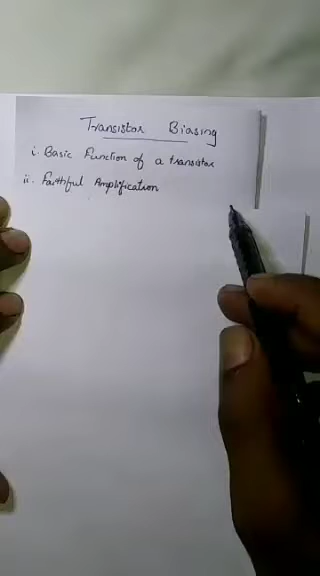 Transistor Biasing
i. Basic Function of a transistor
ii. Faithful Amplification